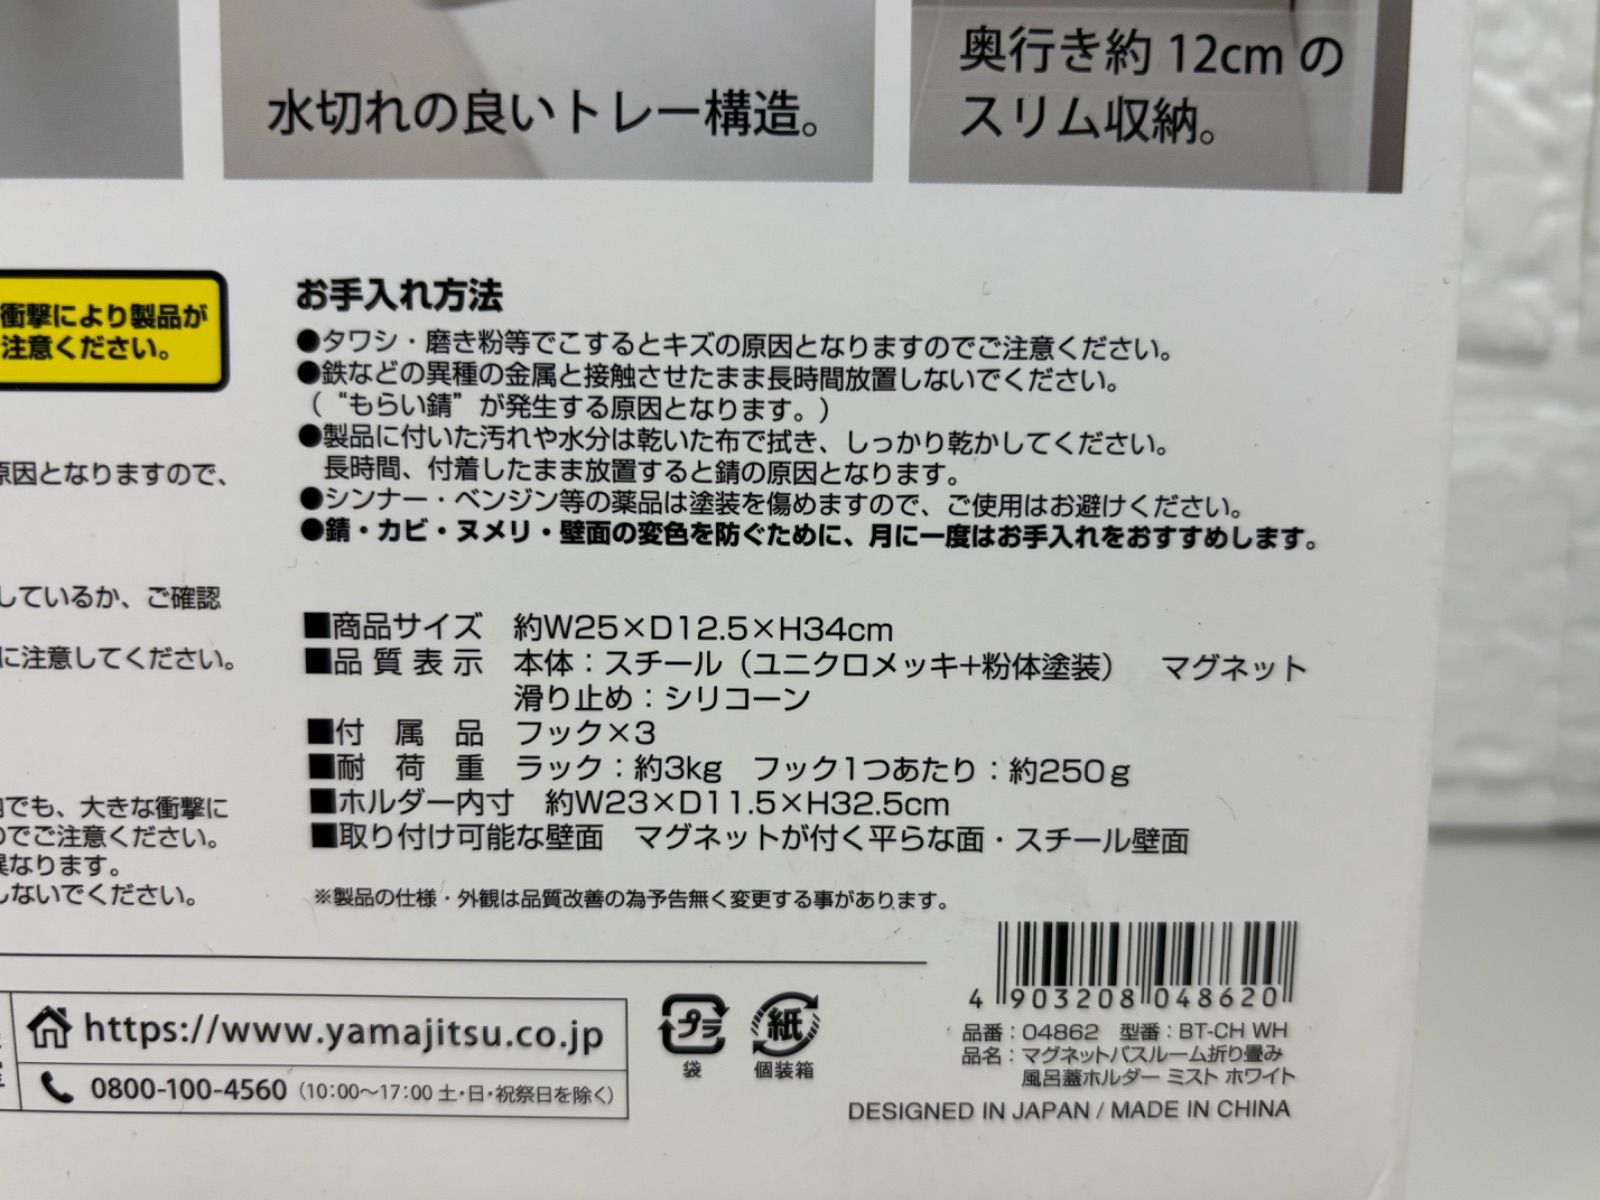 水切れの良いトレー構造。
奥行き約 12cm の
スリム収納。
衝撃により製品が
注意ください。
原因となりますので、
しているか、ご確認
に注意してください。
でも、大きな衝撃に
のでご注意ください。
異なります。
しないでください。
お手入れ方法
●タワシ・磨き粉等でこするとキズの原因となりますのでご注意ください。
●鉄などの異種の金属と接触させたまま長時間放置しないでください。
（“もらい錆”が発生する原因となります。）
●製品に付いた汚れや水分は乾いた布で拭き、しっかり乾かしてください。
長時間、付着したまま放置すると錆の原因となります。
●シンナー・ベンジン等の薬品は塗装を傷めますので、ご使用はお避けください。
●錆・カビ・ヌメリ・壁面の変色を防ぐために、月に一度はお手入れをおすすめします。
■商品サイズ　約W25×D12.5×H34cm
■品質表示　本体：スチール（ユニクロメッキ+粉体塗装）　マグネット
滑り止め：シリコーン
■付属品　フック×3
■耐荷重　ラック：約3kg　フック1つあたり：約250g
■ホルダー内寸　約W23×D11.5×H32.5cm
■取り付け可能な壁面　マグネットが付く平らな面・スチール壁面
※製品の仕様・外観は品質改善の為予告無く変更する事があります。
https://www.yamajitsu.co.jp
0800-100-4560（10:00〜17:00 土・日・祝祭日を除く）
プラ
袋
紙
個装箱
4 903208 048620
品番：04862　型番：BT-CH WH
品名：マグネットバスルーム折り畳み
風呂蓋ホルダー ミスト ホワイト
DESIGNED IN JAPAN / MADE IN CHINA